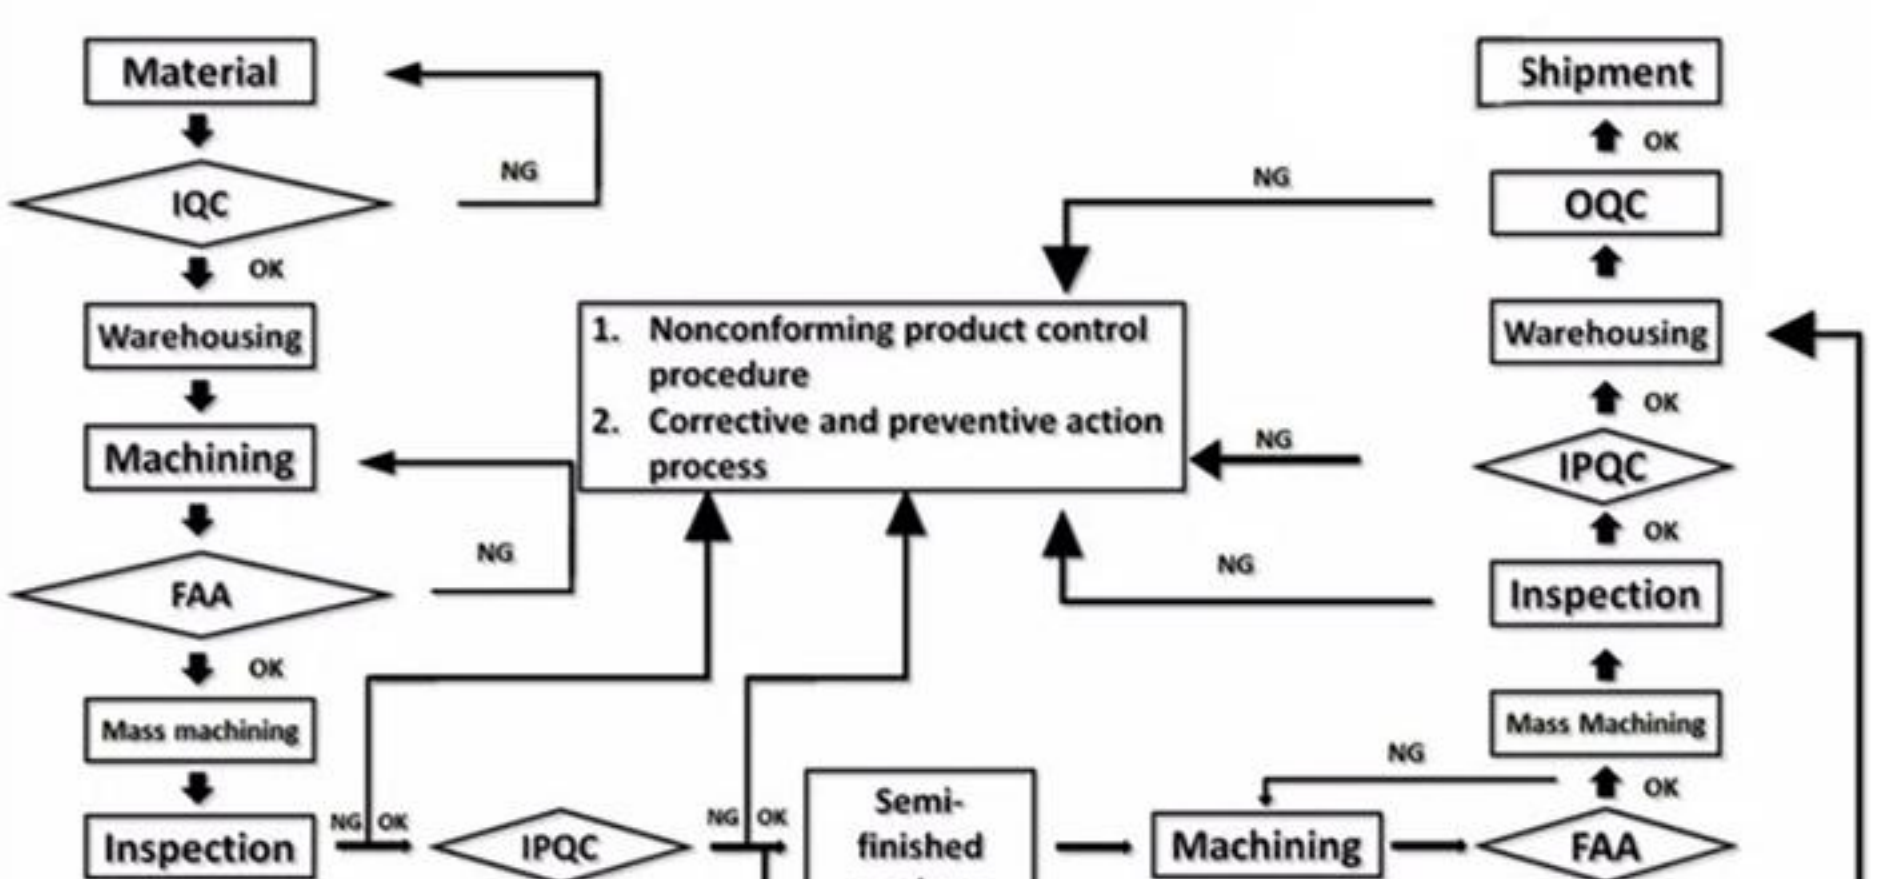 Material
NG
IQC
OK
Warehousing
Machining
NG
FAA
OK
Mass machining
Inspection
NG OK
IPQC
NG OK
1. Nonconforming product control
procedure
2. Corrective and preventive action
process
Semi-
finished
Machining
NG
FAA
OK
Mass Machining
Inspection
NG
OK
IPQC
NG
OK
Warehousing
OQC
NG
OK
Shipment